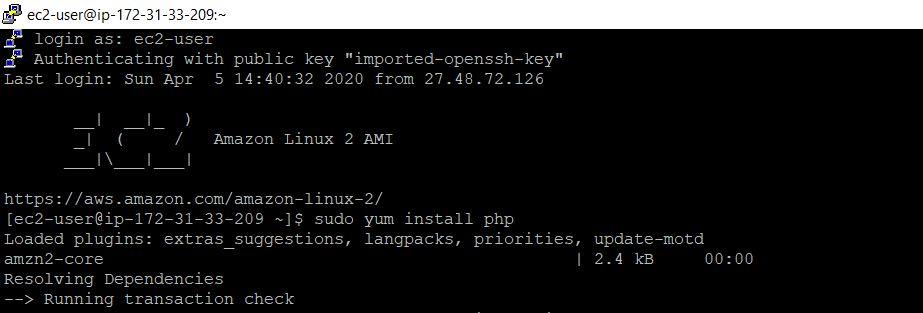 ec2-user@ip-172-31-33-209:~
login as: ec2-user
Authenticating with public key "imported-openssh-key"
Last login: Sun Apr  5 14:40:32 2020 from 27.48.72.126
       __|  __|_  )
       _|  (     /   Amazon Linux 2 AMI
      ___|\___|___|
https://aws.amazon.com/amazon-linux-2/
[ec2-user@ip-172-31-33-209 ~]$ sudo yum install php
Loaded plugins: extras_suggestions, langpacks, priorities, update-motd
amzn2-core                                               | 2.4 kB     00:00
Resolving Dependencies
--> Running transaction check